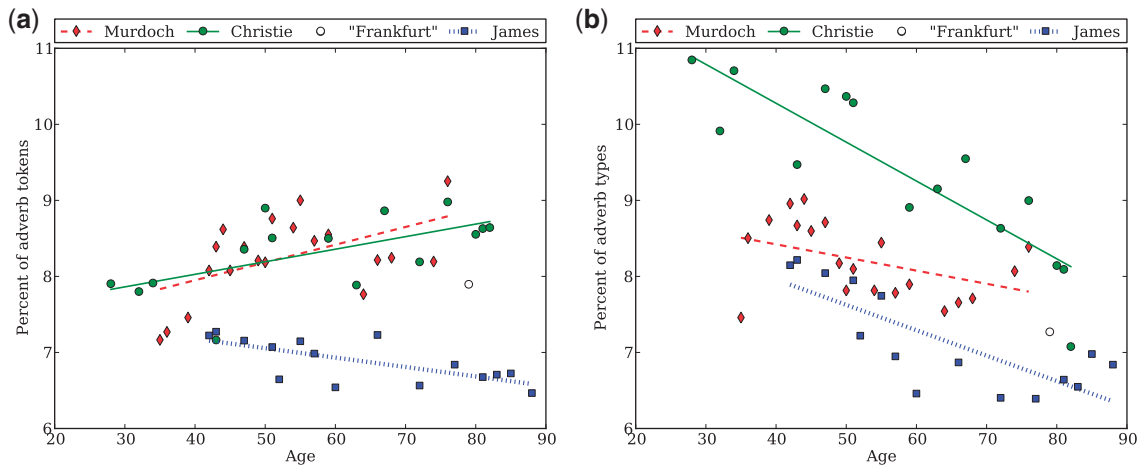 (a)
Murdoch Christie "Frankfurt" James
Percent of adverb tokens
11
10
9
8
7
6
20 30 40 50 60 70 80 90
Age
(b)
Murdoch Christie "Frankfurt" James
Percent of adverb types
11
10
9
8
7
6
20 30 40 50 60 70 80 90
Age